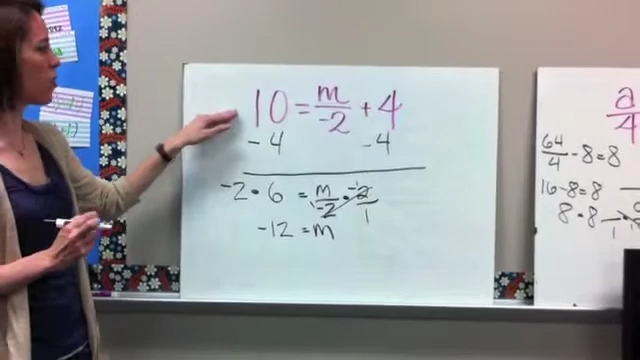 10 = m/-2 + 4
-4 -4
-2 • 6 = m/-2 • -2/1
-12 = m
a
4
64/4 - 8 = 8
16 - 8 = 8
8 • 8
1